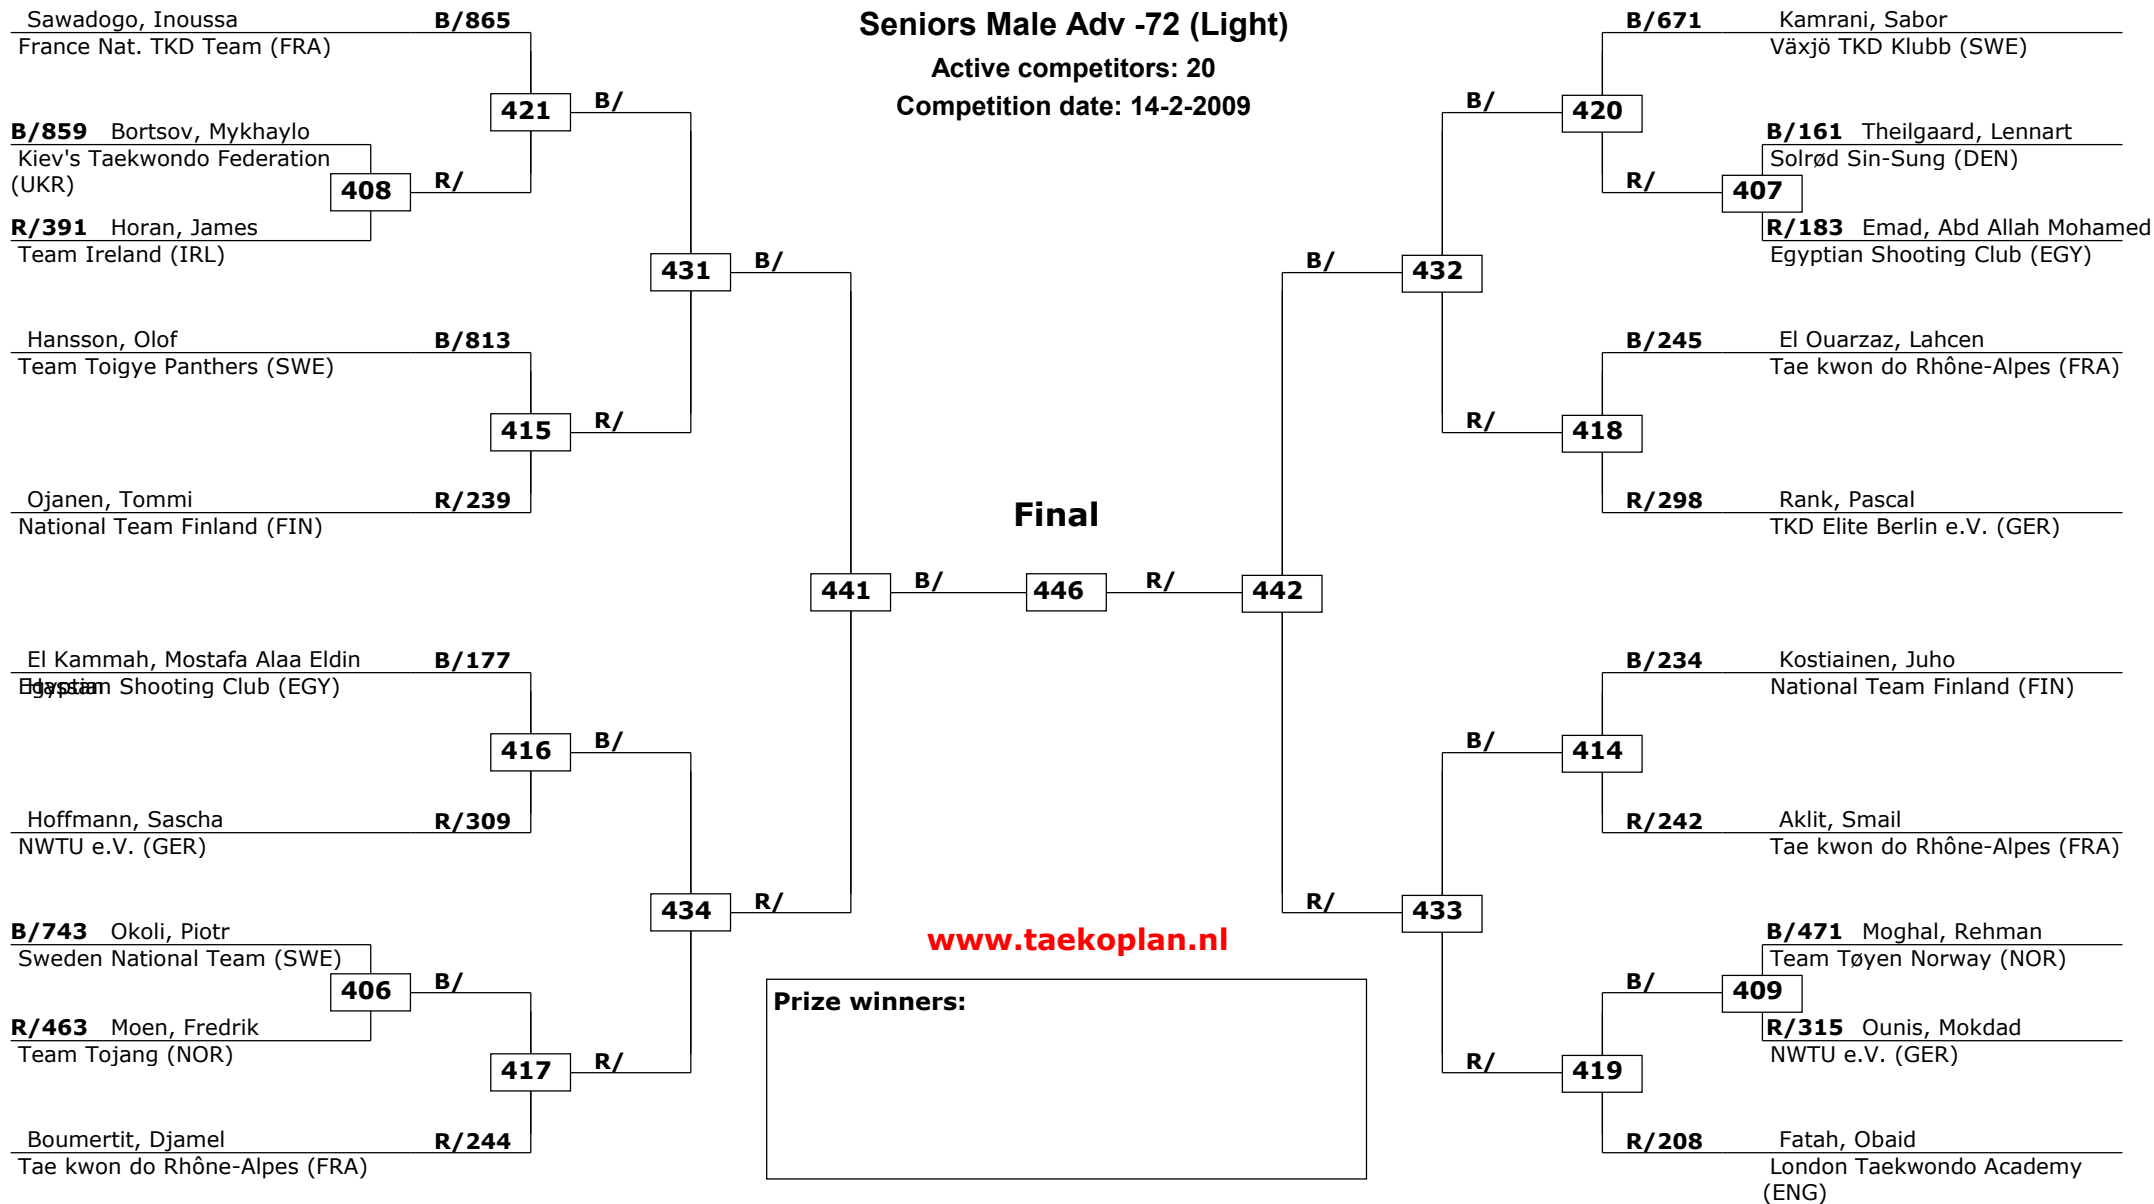 Seniors Male Adv -72 (Light)
Active competitors: 20
Competition date: 14-2-2009
Sawadogo, Inoussa B/865
France Nat. TKD Team (FRA)
421 B/
B/859 Bortsov, Mykhaylo
Kiev's Taekwondo Federation
(UKR)
408 R/
R/391 Horan, James
Team Ireland (IRL)
431 B/
Hansson, Olof B/813
Team Toigye Panthers (SWE)
415 R/
Ojanen, Tommi R/239
National Team Finland (FIN)
441 B/
El Kammah, Mostafa Alaa Eldin B/177
Hassan
Egyptian Shooting Club (EGY)
416 B/
Hoffmann, Sascha R/309
NWTU e.V. (GER)
434 R/
B/743 Okoli, Piotr
Sweden National Team (SWE)
406 B/
R/463 Moen, Fredrik
Team Tojang (NOR)
417 R/
Boumertit, Djamel R/244
Tae kwon do Rhône-Alpes (FRA)
Final
446
www.taekoplan.nl
Prize winners:
B/671 Kamrani, Sabor
Växjö TKD Klubb (SWE)
B/ 420
B/161 Theilgaard, Lennart
Solrød Sin-Sung (DEN)
R/ 407
R/183 Emad, Abd Allah Mohamed
Egyptian Shooting Club (EGY)
B/ 432
B/245 El Ouarzaz, Lahcen
Tae kwon do Rhône-Alpes (FRA)
R/ 418
R/298 Rank, Pascal
TKD Elite Berlin e.V. (GER)
R/ 442
B/234 Kostiainen, Juho
National Team Finland (FIN)
B/ 414
R/242 Aklit, Smail
Tae kwon do Rhône-Alpes (FRA)
R/ 433
B/471 Moghal, Rehman
Team Tøyen Norway (NOR)
B/ 409
R/315 Ounis, Mokdad
NWTU e.V. (GER)
R/ 419
R/208 Fatah, Obaid
London Taekwondo Academy
(ENG)